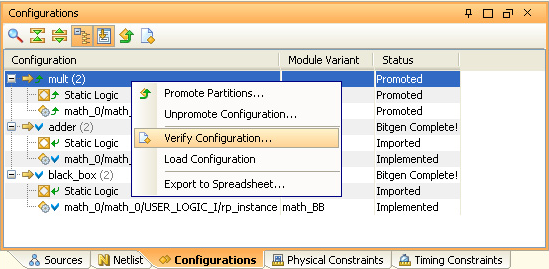 Configurations
Configuration Module Variant Status
mult (2) Promoted
Static Logic Promoted
math_0/math_ Promoted
adder (2) Bitgen Complete!
Static Logic Imported
math_0/math_ Implemented
black_box (2) Bitgen Complete!
Static Logic Imported
math_0/math_0/USER_LOGIC_I/rp_instance math_BB Implemented
Promote Partitions...
Unpromote Configuration...
Verify Configuration...
Load Configuration
Export to Spreadsheet...
Sources Netlist Configurations Physical Constraints Timing Constraints